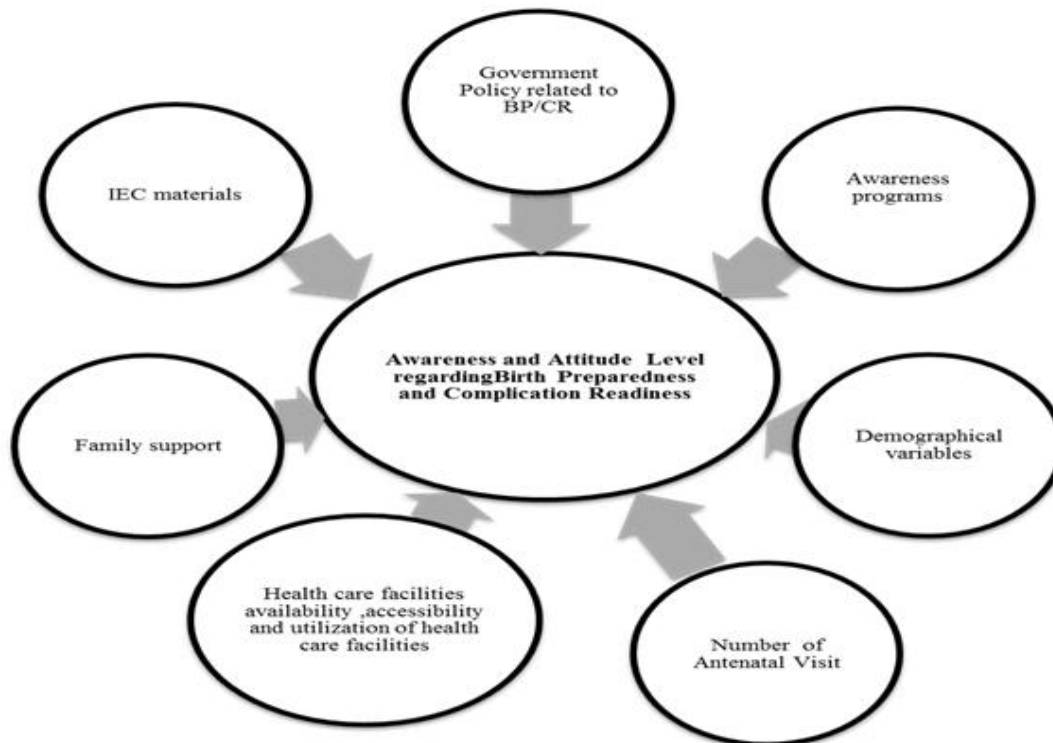 Government
Policy related to
BP/CR
IEC materials
Awareness
programs
Awareness and Attitude Level
regardingBirth Preparedness
and Complication Readiness
Family support
Demographical
variables
Health care facilities
availability ,accessibility
and utilization of health
care facilities
Number of
Antenatal Visit